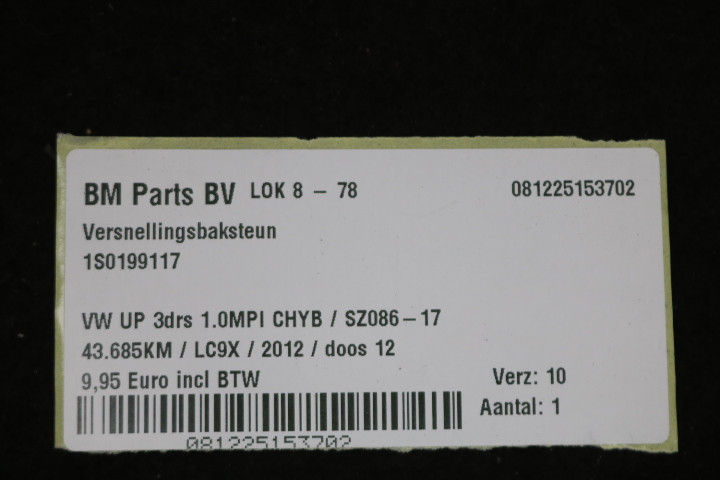 BM Parts BV LOK 8 - 78 081225153702
Versnellingsbaksteun
1S0199117
VW UP 3drs 1.0MPI CHYB / SZ086-17
43.685KM / LC9X / 2012 / doos 12
9,95 Euro incl BTW Verz: 10
Aantal: 1
081225153702